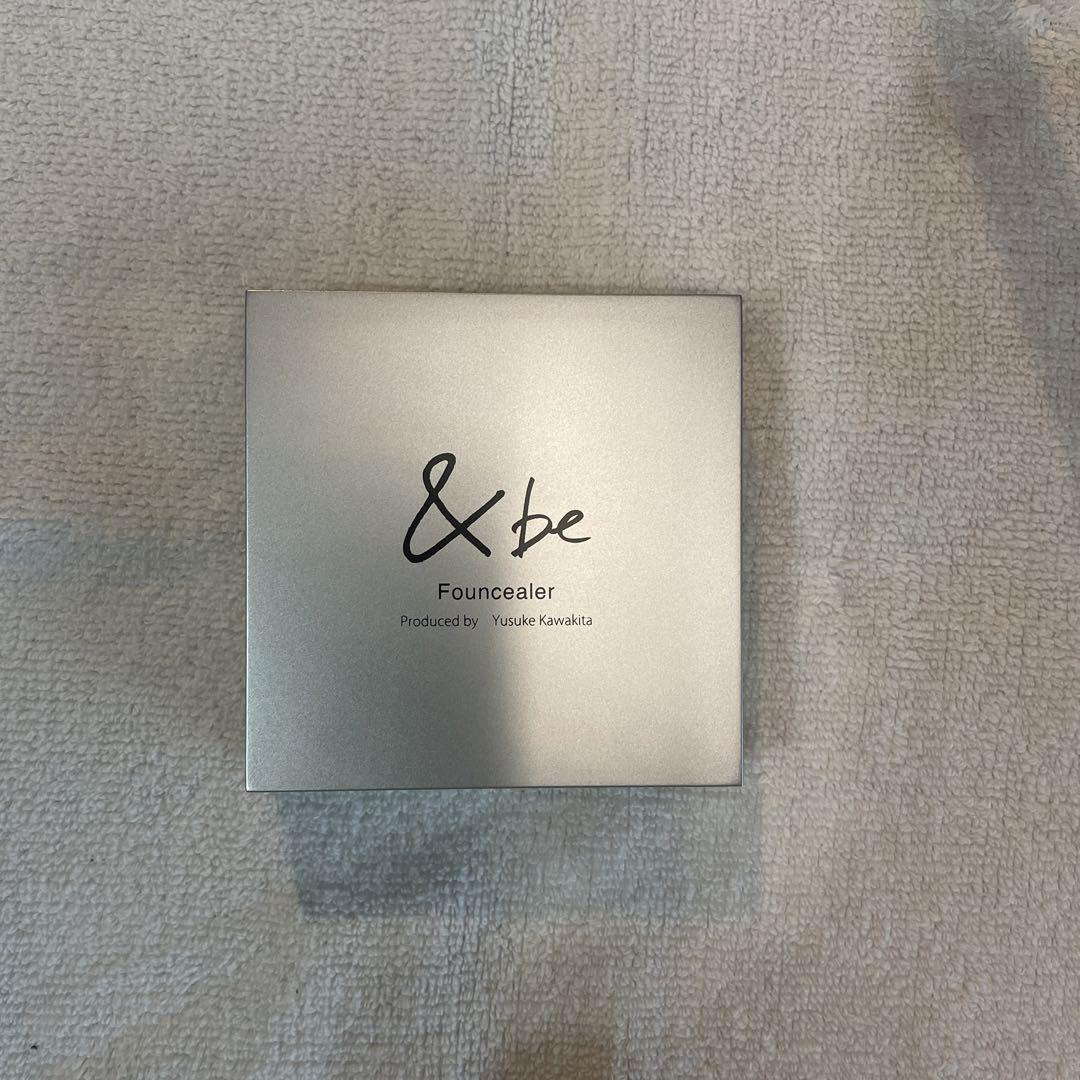 &be
Founcealer
Produced by Yusuke Kawakita